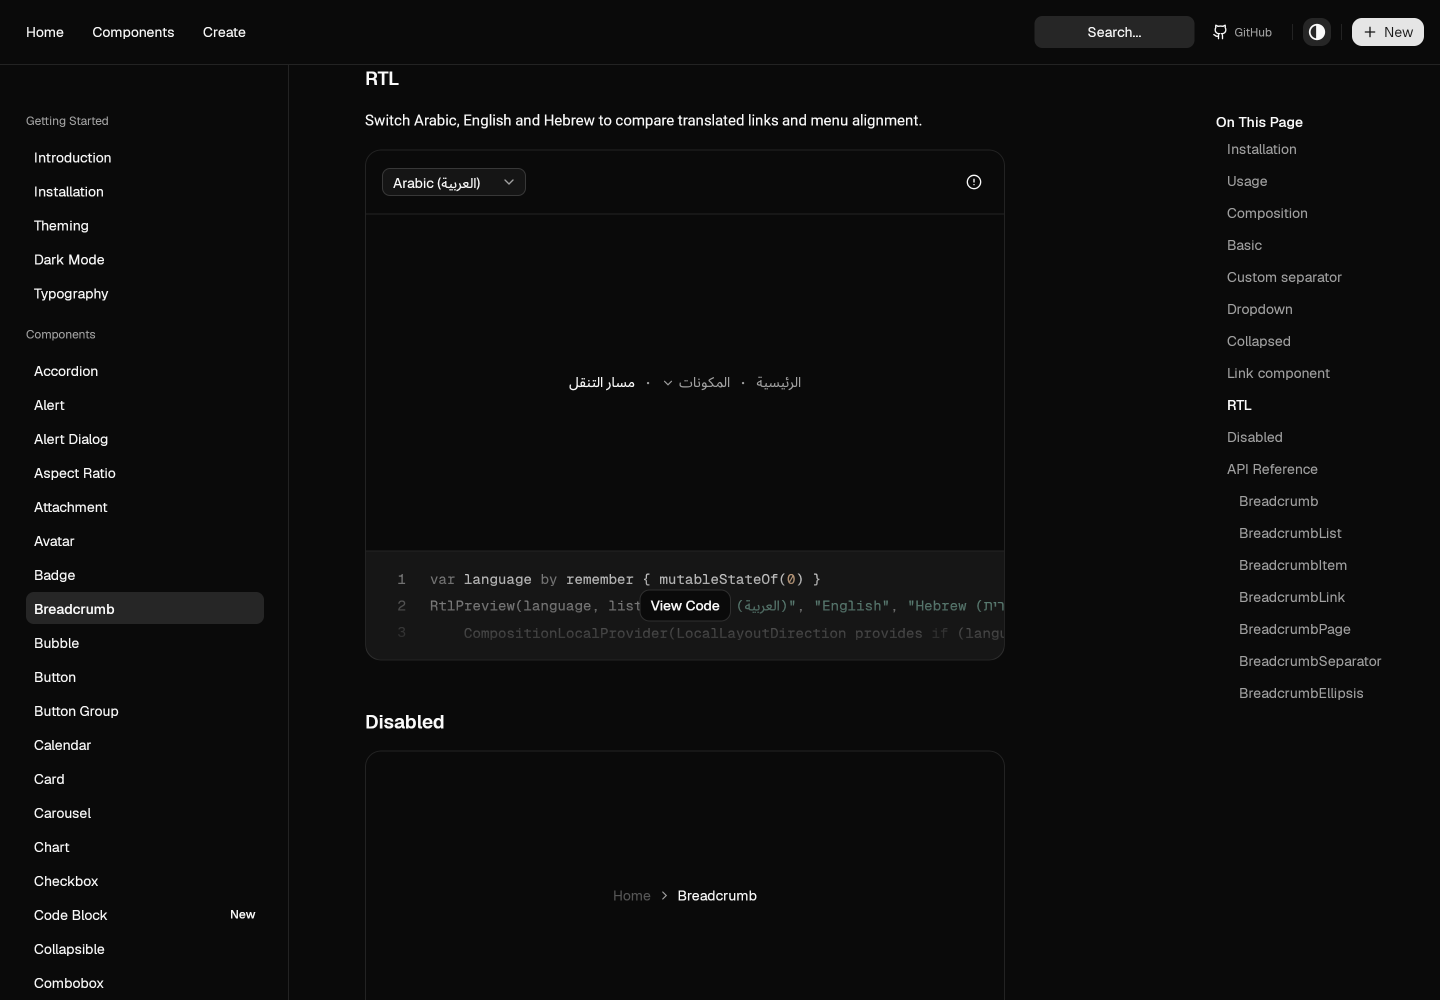 Home
Components
Create
Search...
GitHub
New
Getting Started
Introduction
Installation
Theming
Dark Mode
Typography
Components
Accordion
Alert
Alert Dialog
Aspect Ratio
Attachment
Avatar
Badge
Breadcrumb
Bubble
Button
Button Group
Calendar
Card
Carousel
Chart
Checkbox
Code Block New
Collapsible
Combobox
RTL
Switch Arabic, English and Hebrew to compare translated links and menu alignment.
Arabic (العربية)
الرئيسية · المكونات · مسار التنقل
1 var language by remember { mutableStateOf(0) }
2 RtlPreview(language, list
View Code
(العربية)", "English", "Hebrew (
3 CompositionLocalProvider(LocalLayoutDirection provides if (langu
Disabled
Home > Breadcrumb
On This Page
Installation
Usage
Composition
Basic
Custom separator
Dropdown
Collapsed
Link component
RTL
Disabled
API Reference
Breadcrumb
BreadcrumbList
BreadcrumbItem
BreadcrumbLink
BreadcrumbPage
BreadcrumbSeparator
BreadcrumbEllipsis